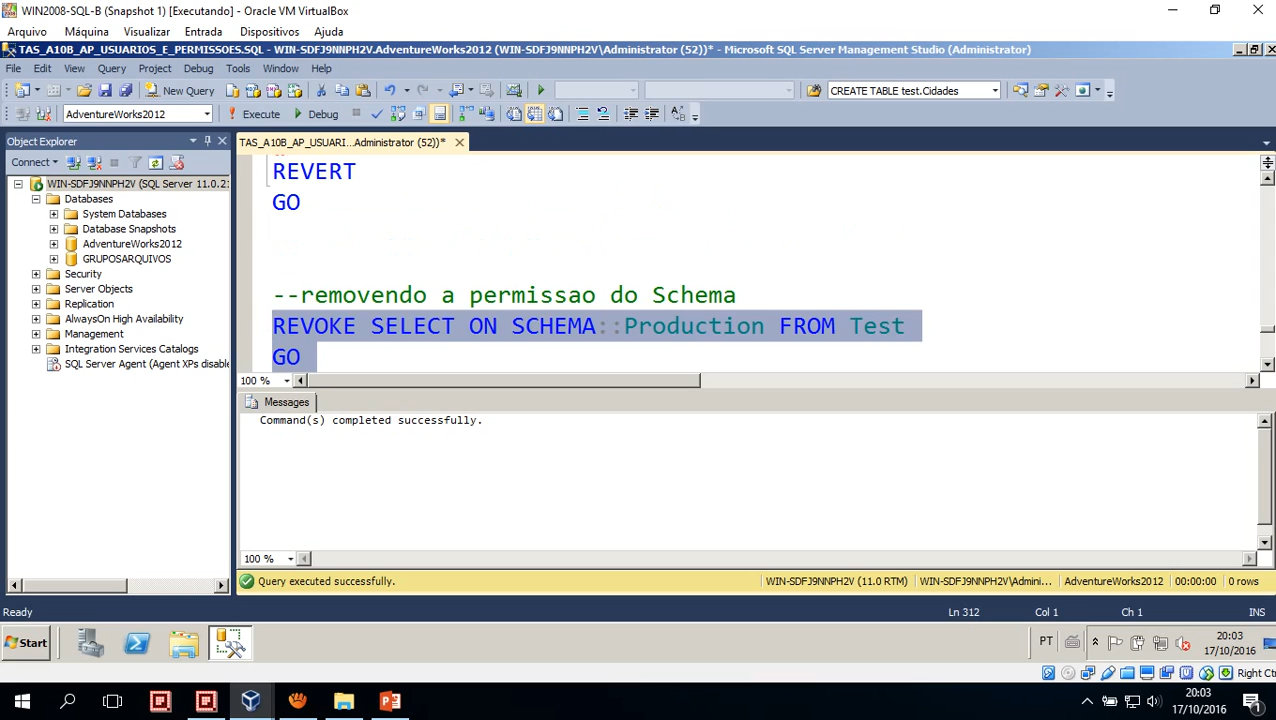 WIN2008-SQL-B (Snapshot 1) [Executando] - Oracle VM VirtualBox
Arquivo Máquina Visualizar Entrada Dispositivos Ajuda
TAS_A10B_AP_USUARIOS_E_PERMISSOES.SQL - WIN-SDFJ9NNPH2V.AdventureWorks2012 (WIN-SDFJ9NNPH2V\Administrator (52))* - Microsoft SQL Server Management Studio (Administrator)
File Edit View Query Project Debug Tools Window Help
New Query CREATE TABLE test.Cidades
AdventureWorks2012 Execute Debug
Object Explorer
TAS_A10B_AP_USUARI...Administrator (52))*
Connect
WIN-SDFJ9NNPH2V (SQL Server 11.0.21
Databases
System Databases
Database Snapshots
AdventureWorks2012
GRUPOSARQUIVOS
Security
Server Objects
Replication
AlwaysOn High Availability
Management
Integration Services Catalogs
SQL Server Agent (Agent XPs disable
REVERT
GO
--removendo a permissao do Schema
REVOKE SELECT ON SCHEMA::Production FROM Test
GO
100 %
Messages
Command(s) completed successfully.
100 %
Query executed successfully. WIN-SDFJ9NNPH2V (11.0 RTM) WIN-SDFJ9NNPH2V\Admini... AdventureWorks2012 00:00:00 0 rows
Ready Ln 312 Col 1 Ch 1 INS
Start PT 20:03
17/10/2016
Right Ctrl
20:03
17/10/2016
1